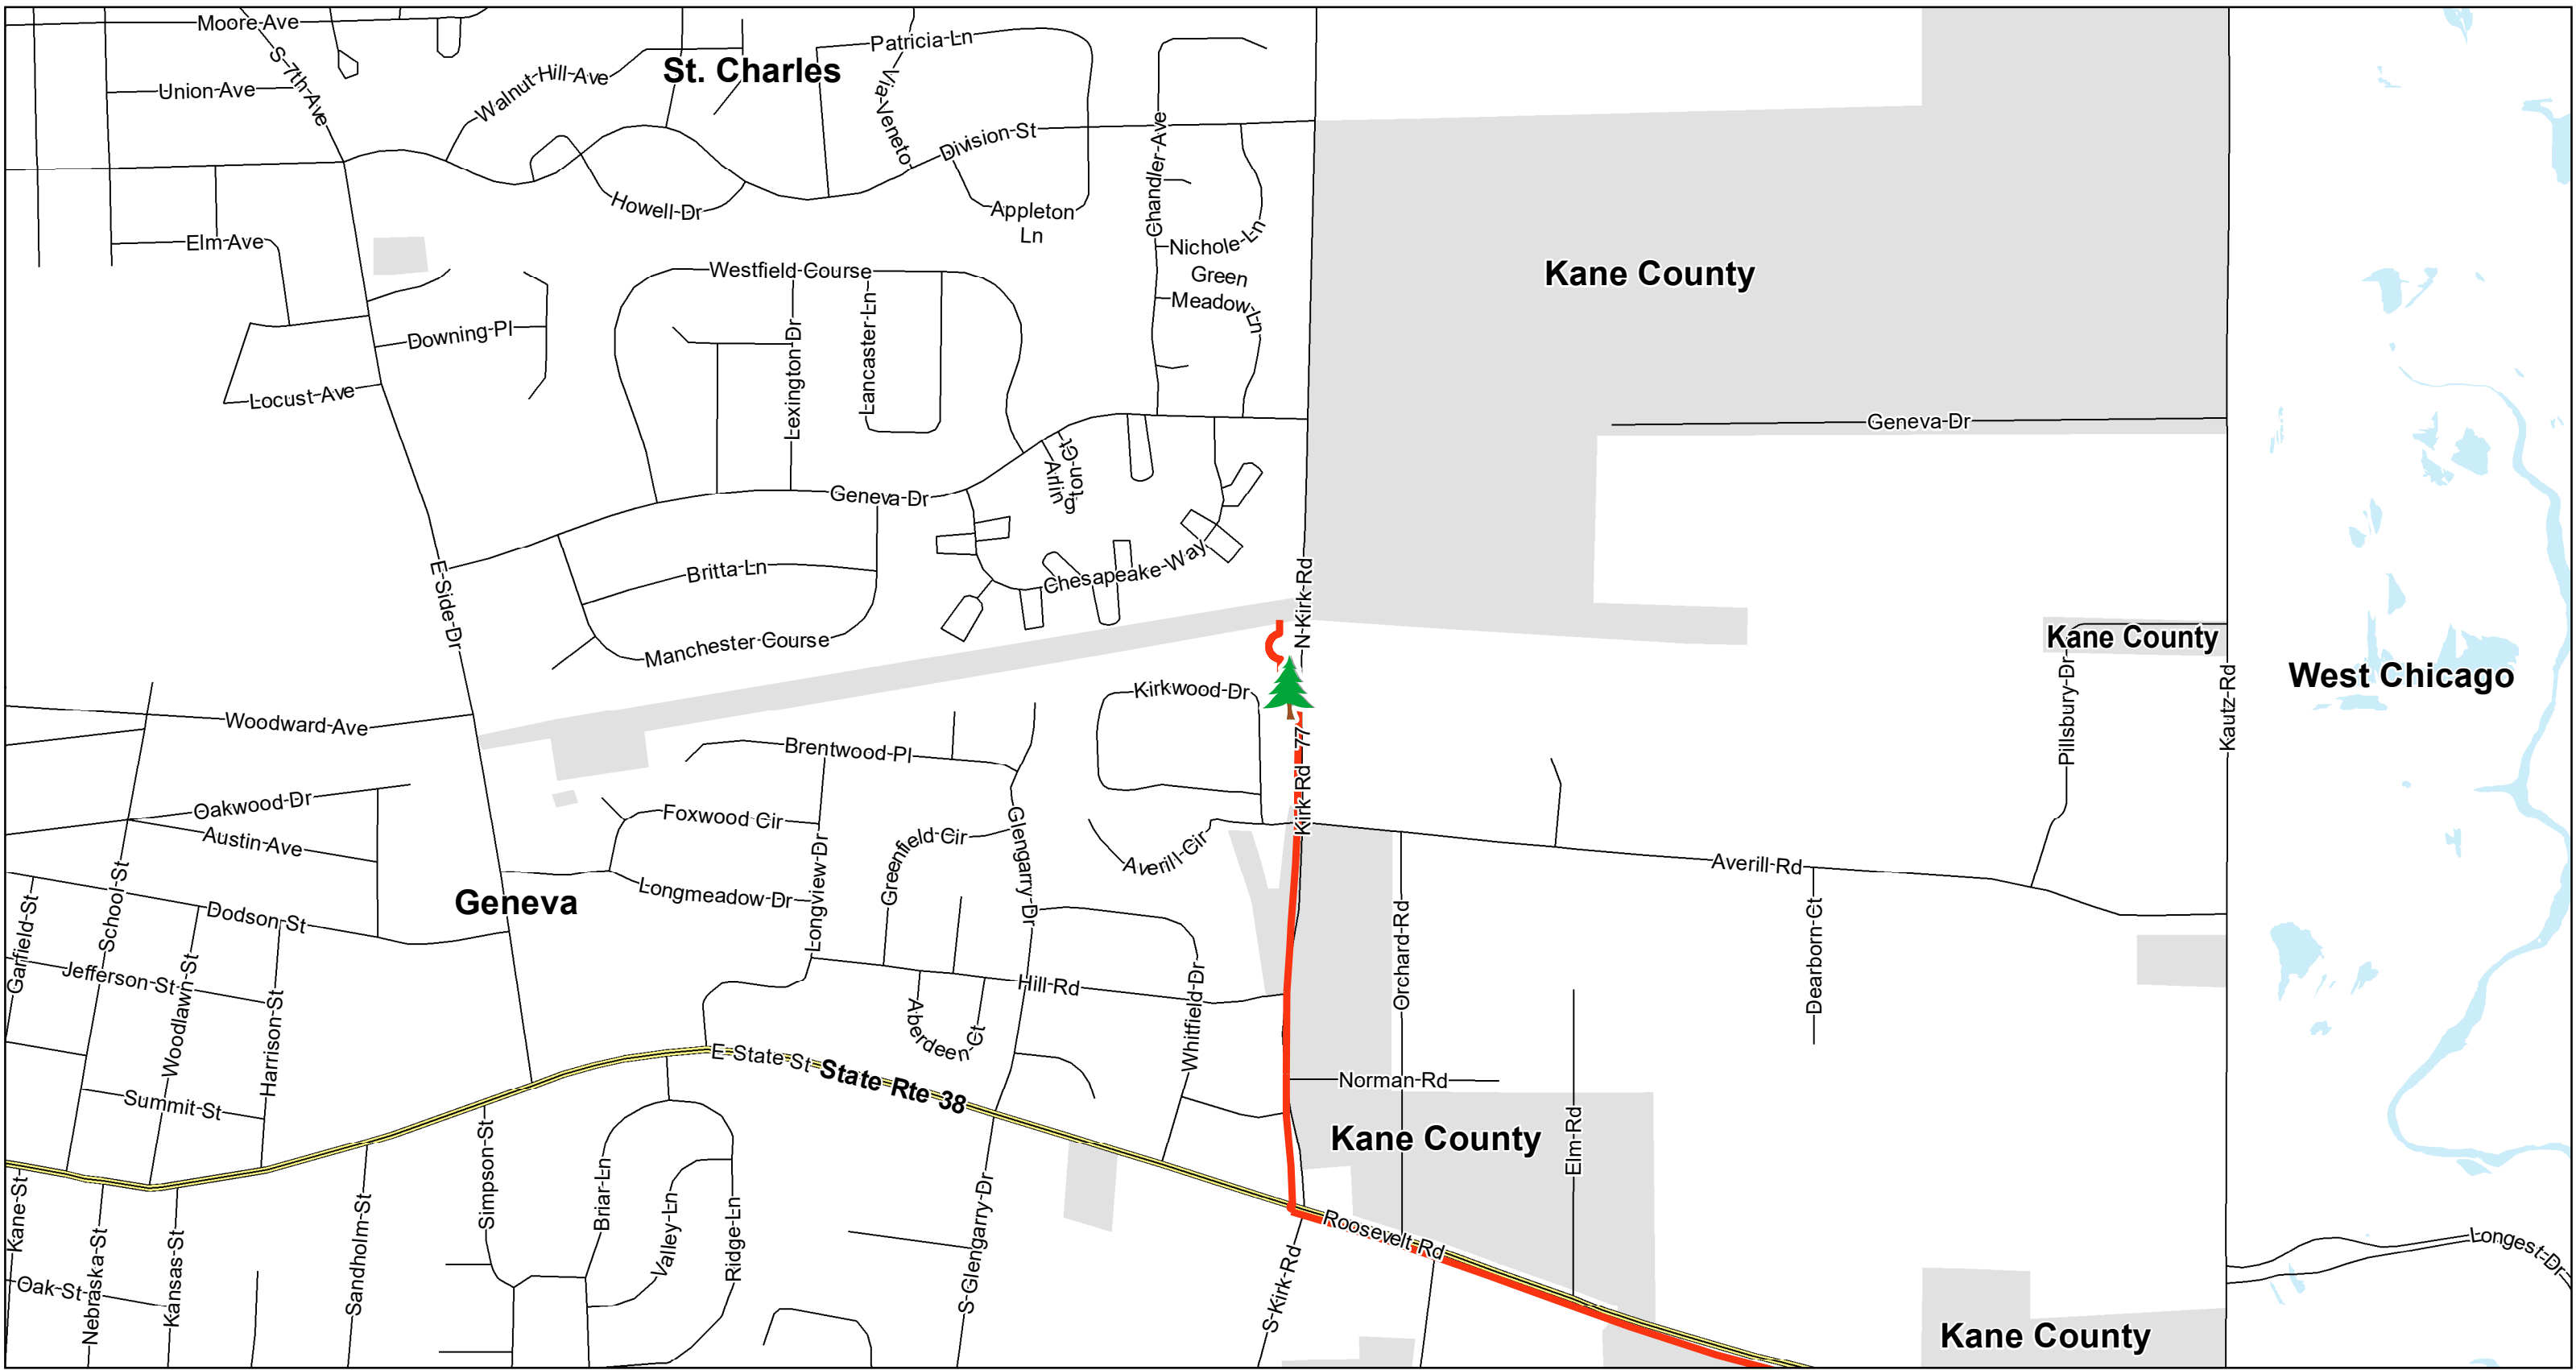 Moore Ave
S 7th Ave
Union Ave
Walnut Hill Ave
St. Charles
Patricia Ln
Via Veneto
Division St
Chandler Ave
Howell Dr
Appleton
Ln
Elm Ave
Nichole Ln
Green
Meadow Ln
Kane County
Westfield Course
Downing Pl
Lexington Dr
Lancaster Ln
Locust Ave
Geneva Dr
Arlington Ct
Geneva Dr
Britta Ln
Chesapeake Way
E Side Dr
Manchester Course
N Kirk Rd
Kane County
West Chicago
Kirkwood Dr
Pillsbury Dr
Kautz Rd
Woodward Ave
Brentwood Pl
Kirk Rd 77
Oakwood Dr
Foxwood Cir
Austin Ave
Greenfield Cir
Glengarry Dr
Averill Cir
Averill Rd
Longmeadow Dr
Longview Dr
Geneva
School St
Garfield St
Dodson St
Orchard Rd
Dearborn Ct
Jefferson St
Woodlawn St
Harrison St
Hill Rd
Whitfield Dr
Aberdeen Ct
E State St
State Rte 38
Summit St
Norman Rd
Kane County
Elm Rd
Simpson St
Briar Ln
Valley Ln
Ridge Ln
S Glengarry Dr
Roosevelt Rd
S Kirk Rd
Kane St
Nebraska St
Kansas St
Sandholm St
Oak St
Longest Dr
Kane County